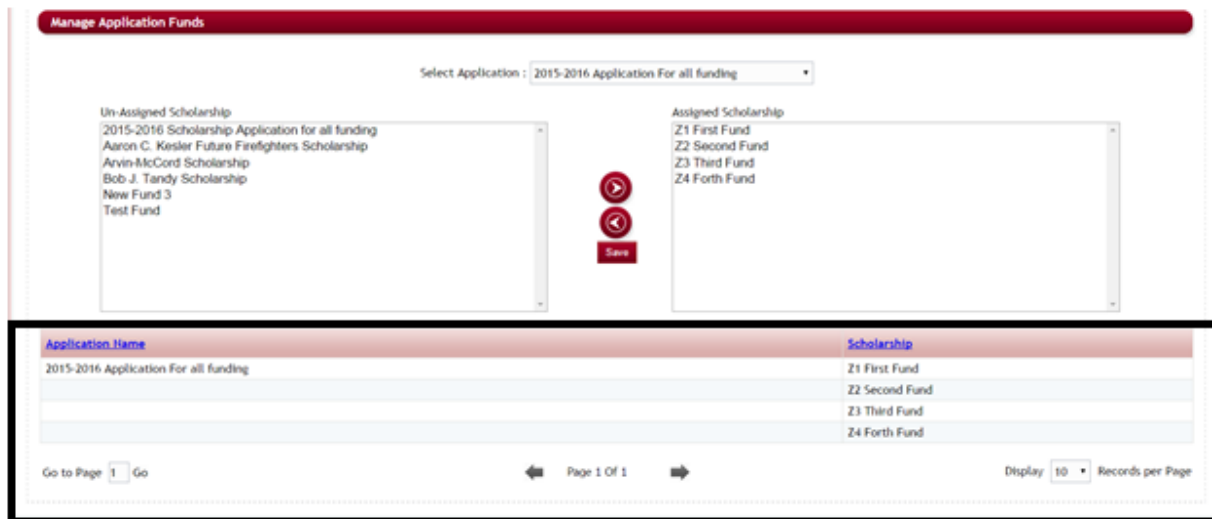 Manage Application Funds
Select Application : 2015-2016 Application For all funding
Un-Assigned Scholarship
2015-2016 Scholarship Application for all funding
Aaron C. Kesler Future Firefighters Scholarship
Arvin-McCord Scholarship
Bob J. Tandy Scholarship
New Fund 3
Test Fund
Save
Assigned Scholarship
Z1 First Fund
Z2 Second Fund
Z3 Third Fund
Z4 Forth Fund
Application Name Scholarship
2015-2016 Application For all funding Z1 First Fund
Z2 Second Fund
Z3 Third Fund
Z4 Forth Fund
Go to Page 1 Go Page 1 Of 1 Display 10 Records per Page